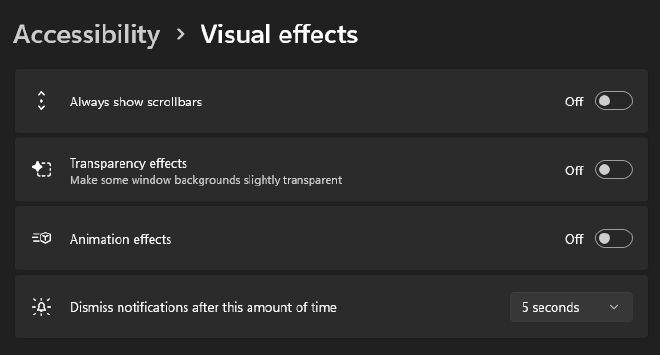 Accessibility > Visual effects
Always show scrollbars Off
Transparency effects Off
Make some window backgrounds slightly transparent
Animation effects Off
Dismiss notifications after this amount of time 5 seconds